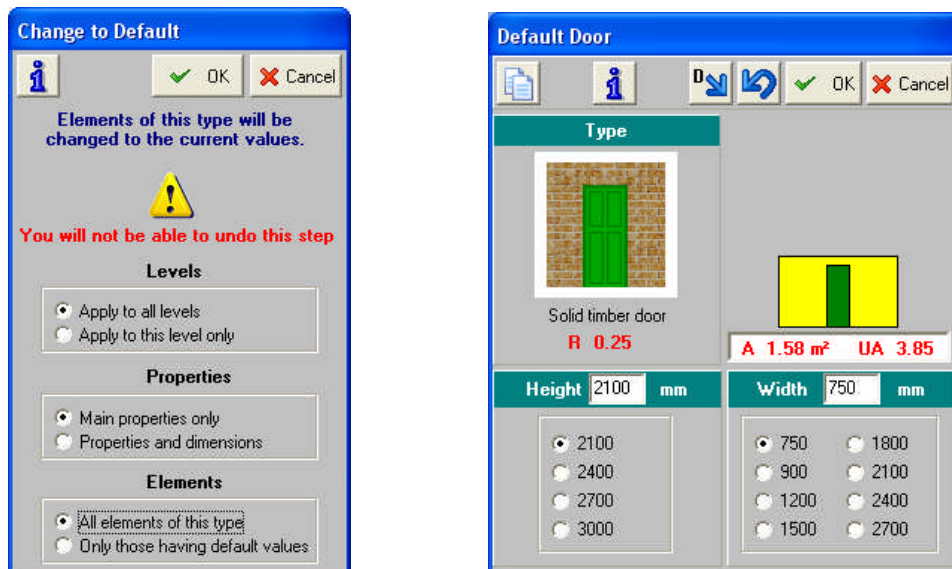 Change to Default
OK
Cancel
Elements of this type will be
changed to the current values.
You will not be able to undo this step
Levels
Apply to all levels
Apply to this level only
Properties
Main properties only
Properties and dimensions
Elements
All elements of this type
Only those having default values
Default Door
D
OK
Cancel
Type
Solid timber door
R 0.25
A 1.58 m² UA 3.85
Height 2100 mm
2100
2400
2700
3000
Width 750 mm
750 1800
900 2100
1200 2400
1500 2700